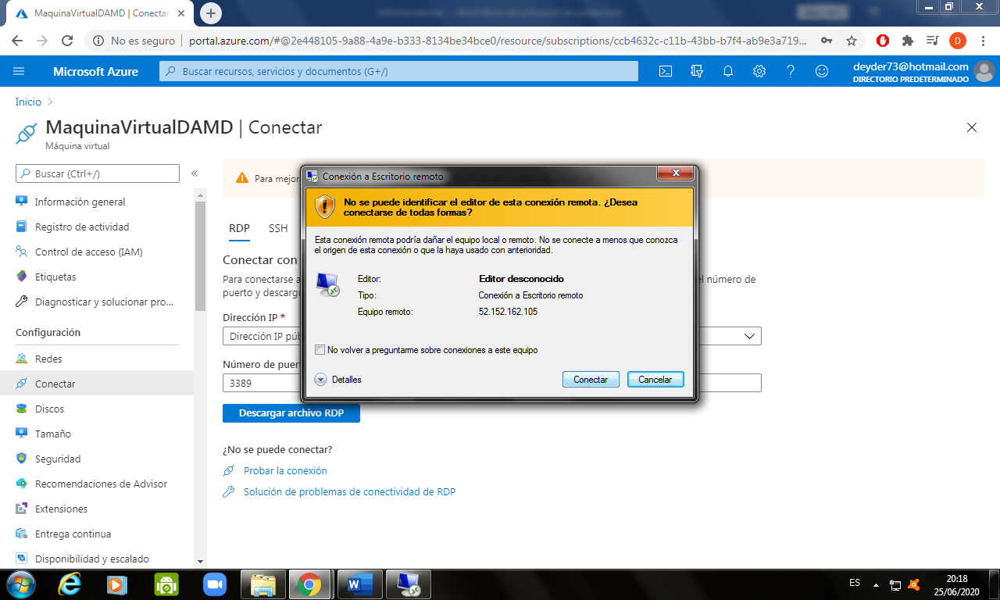 MaquinaVirtualDAMD | Conectar
No es seguro | portal.azure.com/#@2e448105-9a88-4a9e-b333-8134be34bce0/resource/subscriptions/ccb4632c-c11b-43bb-b7f4-ab9e3a719...
D
Microsoft Azure
Buscar recursos, servicios y documentos (G+/)
deyder73@hotmail.com
DIRECTORIO PREDETERMINADO
Inicio
MaquinaVirtualDAMD | Conectar
Máquina virtual
Buscar (Ctrl+/)
Información general
Registro de actividad
Control de acceso (IAM)
Etiquetas
Diagnosticar y solucionar pro...
Configuración
Redes
Conectar
Discos
Tamaño
Seguridad
Recomendaciones de Advisor
Extensiones
Entrega continua
Disponibilidad y escalado
Para mejor
RDP SSH
Conectar con
Para conectarse a
el número de
puerto y descarg
Dirección IP *
Dirección IP púb
Número de puer
3389
Descargar archivo RDP
¿No se puede conectar?
Probar la conexión
Solución de problemas de conectividad de RDP
Conexión a Escritorio remoto
No se puede identificar el editor de esta conexión remota. ¿Desea
conectarse de todas formas?
Esta conexión remota podría dañar el equipo local o remoto. No se conecte a menos que conozca
el origen de esta conexión o que la haya usado con anterioridad.
Editor: Editor desconocido
Tipo: Conexión a Escritorio remoto
Equipo remoto: 52.152.162.105
No volver a preguntarme sobre conexiones a este equipo
Detalles
Conectar
Cancelar
ES
20:18
25/06/2020